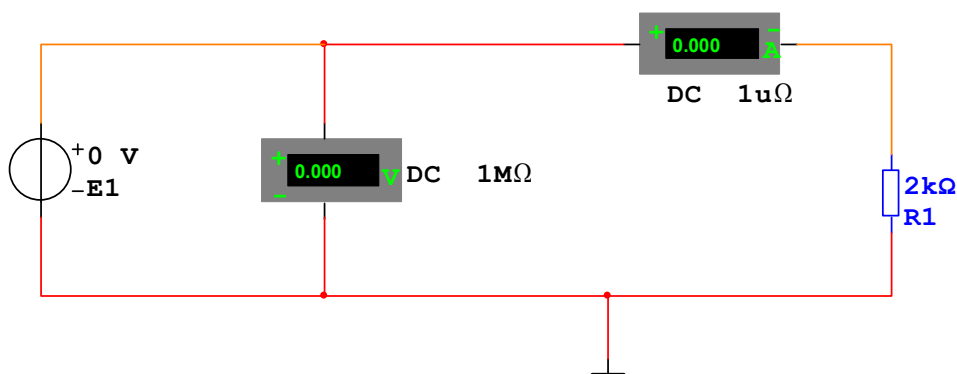 + 0.000 − A
DC 1uΩ
+ 0 V
− E1
+ 0.000 V −
DC 1MΩ
2kΩ
R1